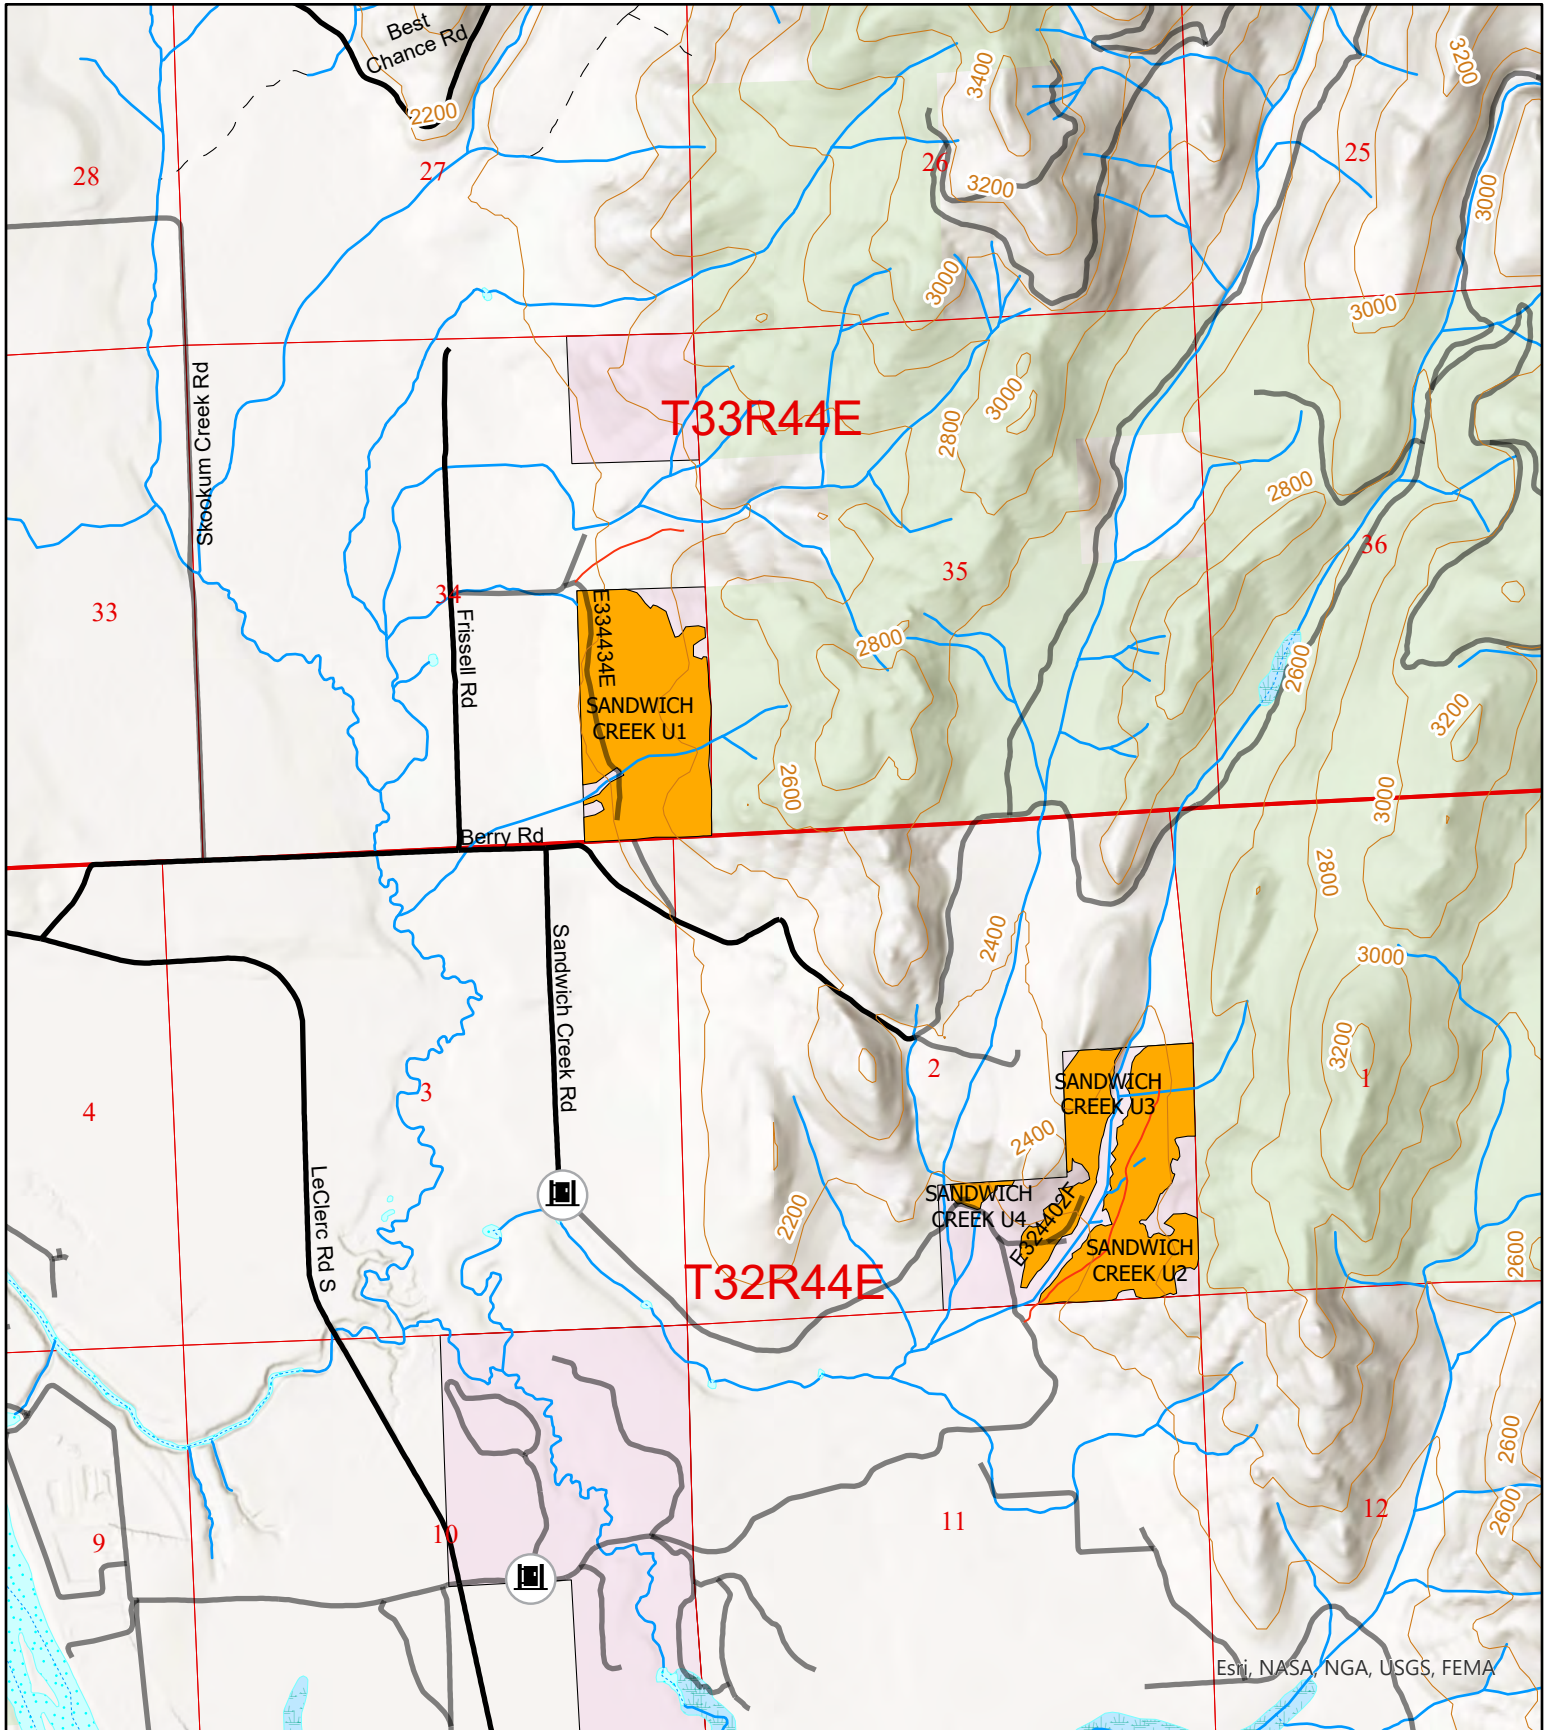 Best
Chance Rd
3400
3200
2200
28
27
26
25
3200
3000
3000
3000
Skookum Creek Rd
T33R44E
3000
2800
2800
33
34
35
36
E334434E
Frissell Rd
SANDWICH
CREEK U1
2800
2600
3200
2600
3000
Berry Rd
2800
Sandwich Creek Rd
2400
3000
3200
4
3
2
1
SANDWICH
CREEK U3
2400
LeClerc Rd S
2200
SANDWICH
CREEK U4
E324402F
SANDWICH
CREEK U2
2600
T32R44E
2600
2600
9
10
11
12
Esri, NASA, NGA, USGS, FEMA